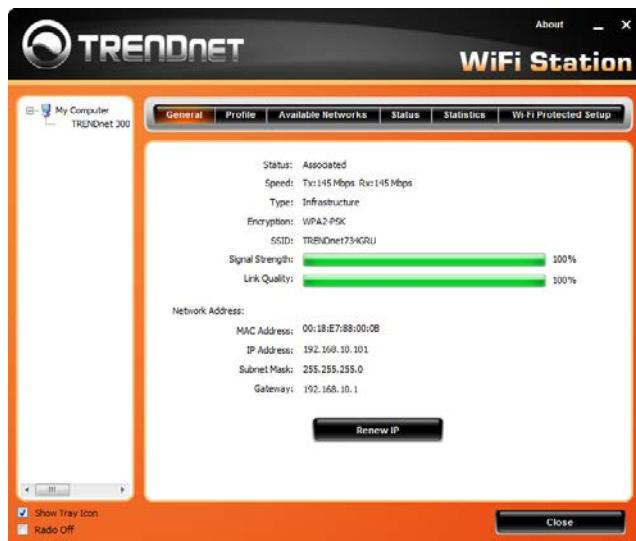 About
TRENDNET
WiFi Station
My Computer
TRENDnet 300
General Profile Available Networks Status Statistics Wi-Fi Protected Setup
Status: Associated
Speed: Tx:145 Mbps Rx:145 Mbps
Type: Infrastructure
Encryption: WPA2-PSK
SSID: TRENDnet734GRU
Signal Strength: 100%
Link Quality: 100%
Network Address:
MAC Address: 00:18:E7:88:00:0B
IP Address: 192.168.10.101
Subnet Mask: 255.255.255.0
Gateway: 192.168.10.1
Renew IP
Show Tray Icon
Radio Off
Close